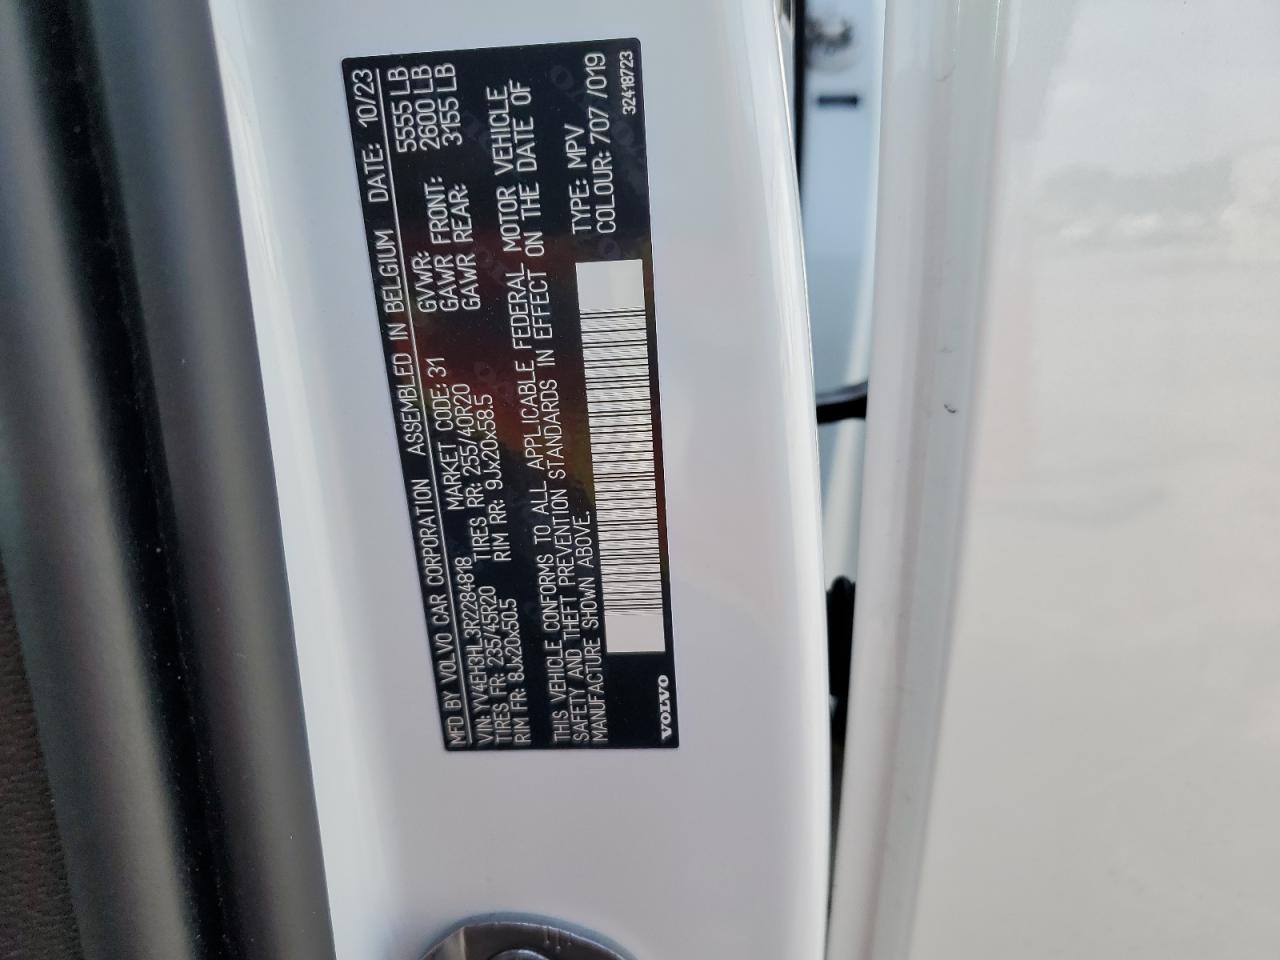 MFD BY VOLVO CAR CORPORATION ASSEMBLED IN BELGIUM DATE: 10/23
VIN: YV4EH3HL3R2284818 MARKET CODE: 31 GVWR: 5555 LB
TIRES FR: 235/45R20 TIRES RR: 255/40R20 GAWR FRONT: 2600 LB
RIM FR: 8Jx20x50.5 RIM RR: 9Jx20x58.5 GAWR REAR: 3155 LB
THIS VEHICLE CONFORMS TO ALL APPLICABLE FEDERAL MOTOR VEHICLE
SAFETY AND THEFT PREVENTION STANDARDS IN EFFECT ON THE DATE OF
MANUFACTURE SHOWN ABOVE.
TYPE: MPV
COLOUR: 707 /019
VOLVO
32418723